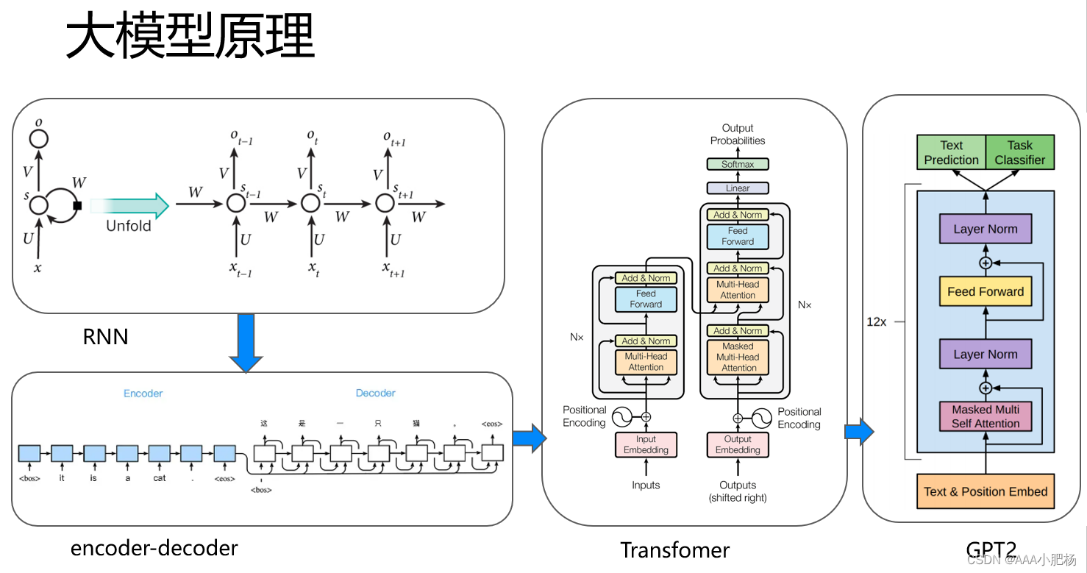 大模型原理
o
V
s
W
U
x
Unfold
W
o t-1
V
s t-1
W
U
x t-1
o t
V
s t
W
U
x t
o t+1
V
s t+1
W
U
x t+1
RNN
Encoder
Decoder
<bos> It is a cat . <eos>
<bos>
这 是 一 只 猫 。 <eos>
encoder-decoder
Output
Probabilities
Softmax
Linear
Add & Norm
Feed
Forward
Add & Norm
Multi-Head
Attention
Add & Norm
Masked
Multi-Head
Attention
N×
Add & Norm
Feed
Forward
N×
Add & Norm
Multi-Head
Attention
Positional
Encoding
Positional
Encoding
Input
Embedding
Output
Embedding
Inputs
Outputs
(shifted right)
Transfomer
Text
Prediction
Task
Classifier
Layer Norm
Feed Forward
12x
Layer Norm
Masked Multi
Self Attention
Text & Position Embed
GPT2
CSDN @AAA小肥杨